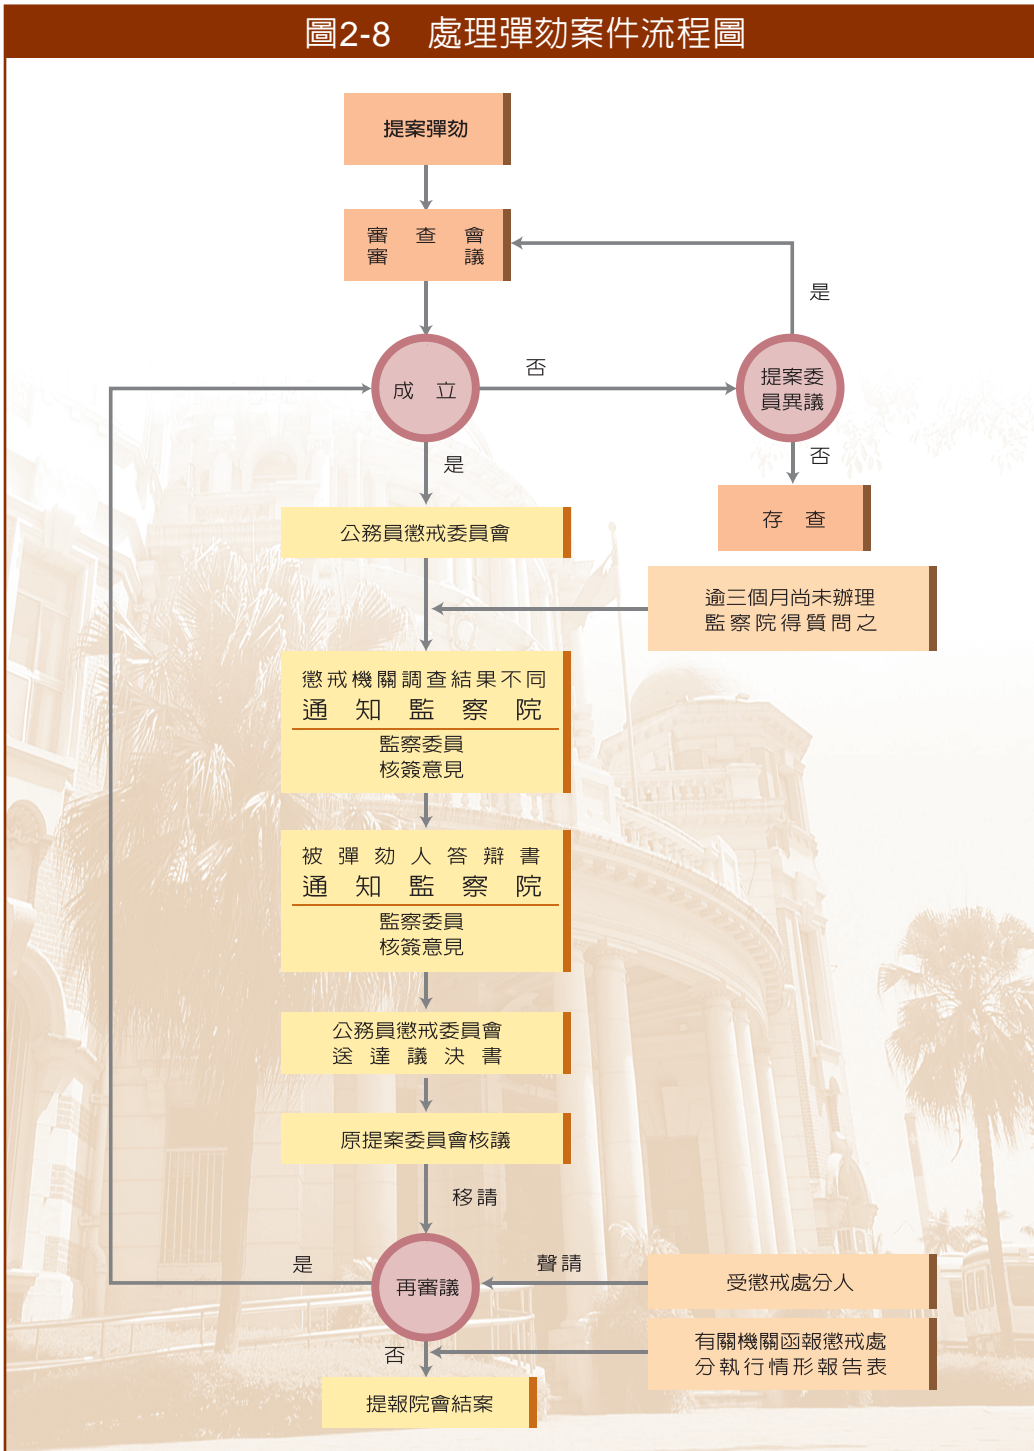 圖2-8　處理彈劾案件流程圖
提案彈劾
審　查　會
審　　　議
是
成　立
否
提案委
員異議
是
否
公務員懲戒委員會
存　查
逾三個月尚未辦理
監察院得質問之
懲戒機關調查結果不同
通知監察院
監察委員
核簽意見
被彈劾人答辯書
通知監察院
監察委員
核簽意見
公務員懲戒委員會
送達議決書
原提案委員會核議
移請
是
再審議
聲請
受懲戒處分人
否
有關機關函報懲戒處
分執行情形報告表
提報院會結案